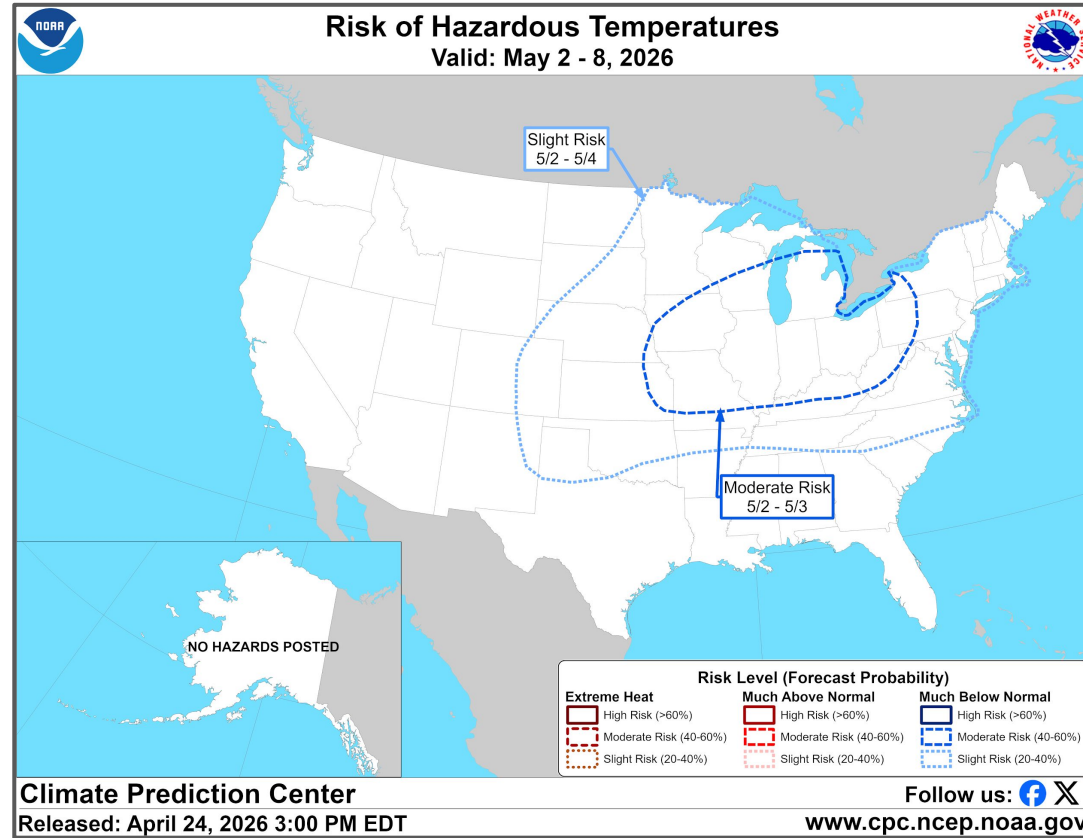 NOAA
Risk of Hazardous Temperatures
Valid: May 2 - 8, 2026
NATIONAL WEATHER SERVICE
Slight Risk
5/2 - 5/4
Moderate Risk
5/2 - 5/3
NO HAZARDS POSTED
Risk Level (Forecast Probability)
Extreme Heat
High Risk (>60%)
Moderate Risk (40-60%)
Slight Risk (20-40%)
Much Above Normal
High Risk (>60%)
Moderate Risk (40-60%)
Slight Risk (20-40%)
Much Below Normal
High Risk (>60%)
Moderate Risk (40-60%)
Slight Risk (20-40%)
Climate Prediction Center
Follow us:
Released: April 24, 2026 3:00 PM EDT
www.cpc.ncep.noaa.gov